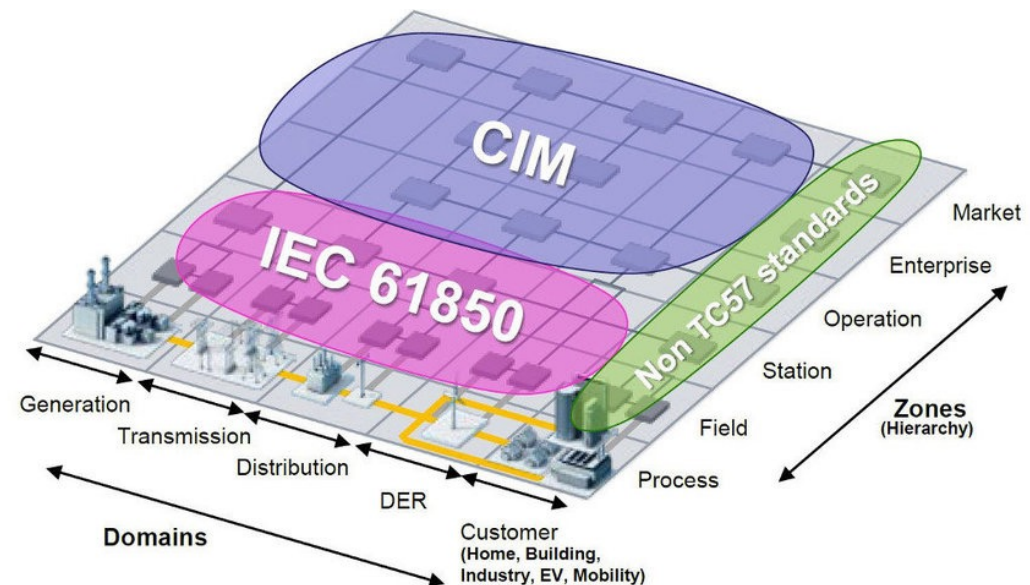 CIM
IEC 61850
Non TC57 standards
Market
Enterprise
Operation
Station
Field
Process
Zones
(Hierarchy)
Generation
Transmission
Distribution
DER
Customer
(Home, Building,
Industry, EV, Mobility)
Domains